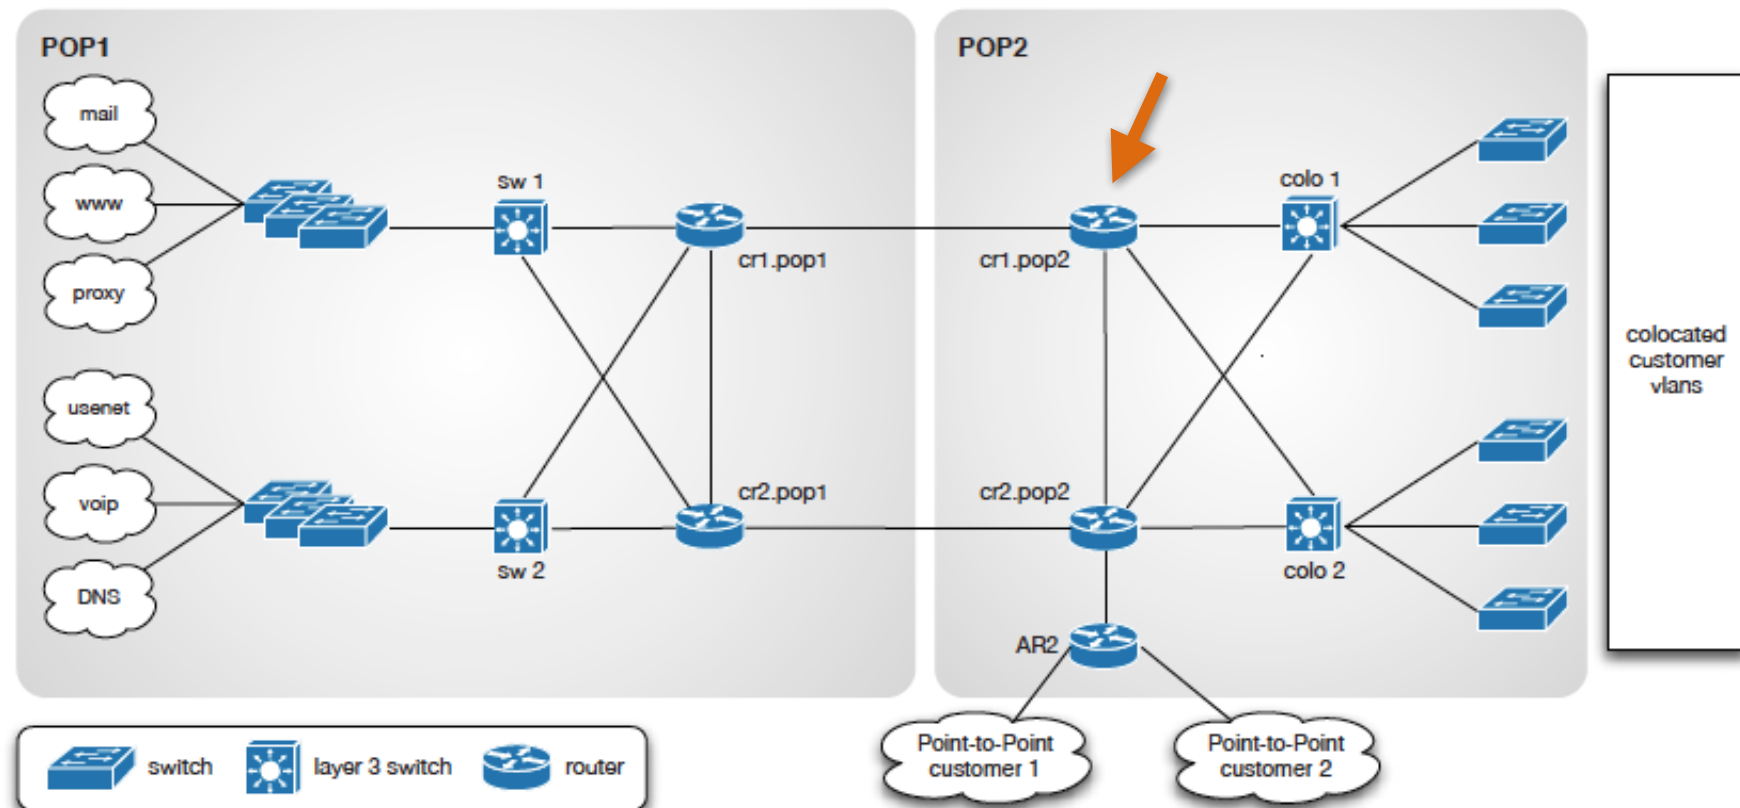 POP1
POP2
mail
www
proxy
usenet
voip
DNS
sw 1
sw 2
cr1.pop1
cr2.pop1
cr1.pop2
cr2.pop2
colo 1
colo 2
AR2
colocated
customer
vlans
Point-to-Point
customer 1
Point-to-Point
customer 2
switch
layer 3 switch
router